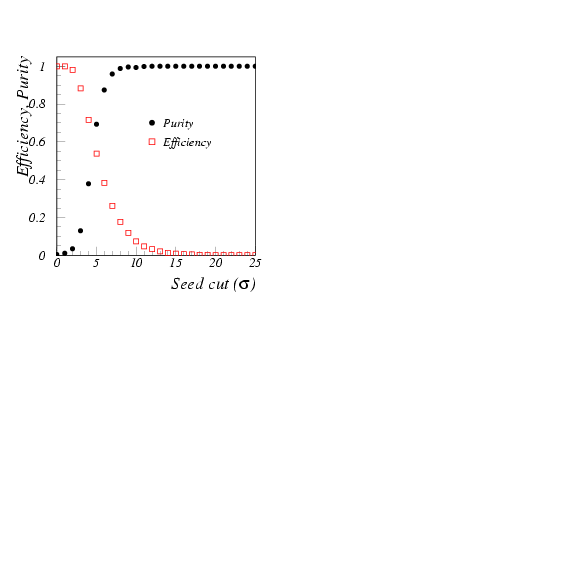 Efficiency, Purity
1
0.8
0.6
0.4
0.2
0
Purity
Efficiency
0 5 10 15 20 25
Seed cut (σ)